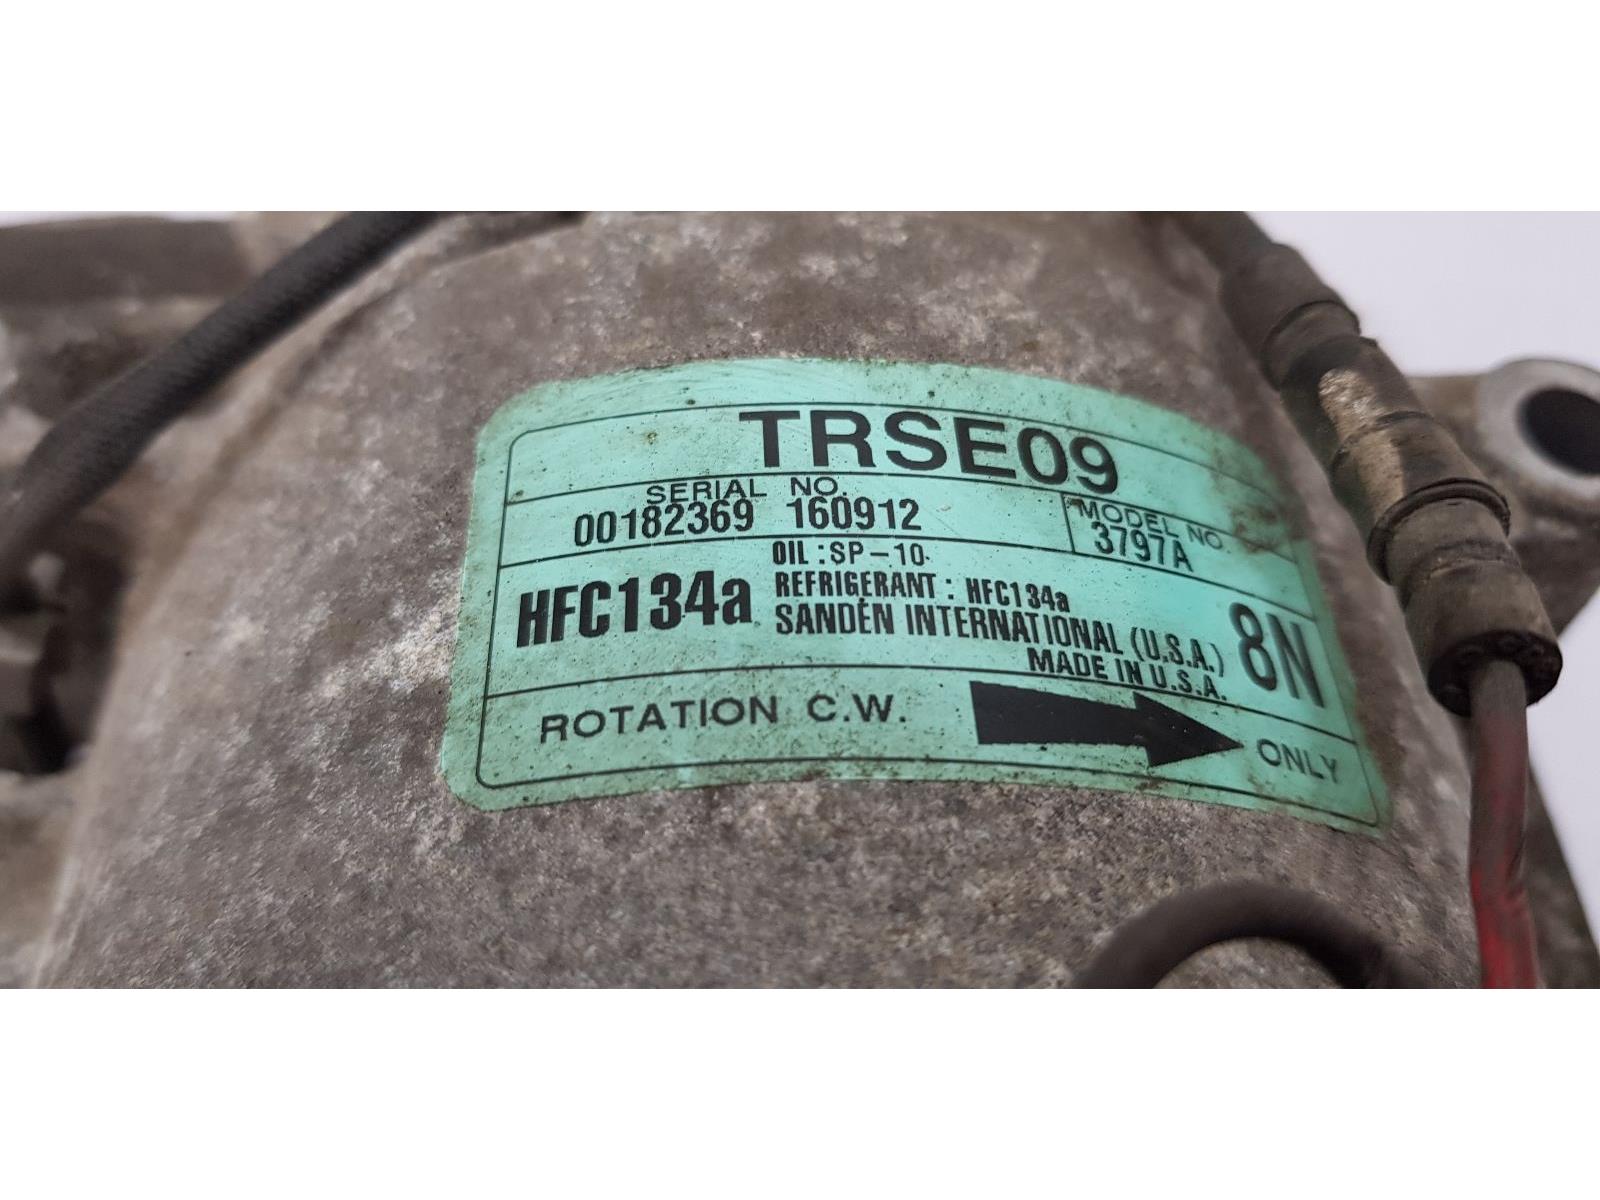 TRSE09
SERIAL NO.
00182369 160912
MODEL NO.
3797A
HFC134a
OIL : SP-10
REFRIGERANT : HFC134a
SANDEN INTERNATIONAL (U.S.A.)
MADE IN U.S.A.
8N
ROTATION C.W.
ONLY